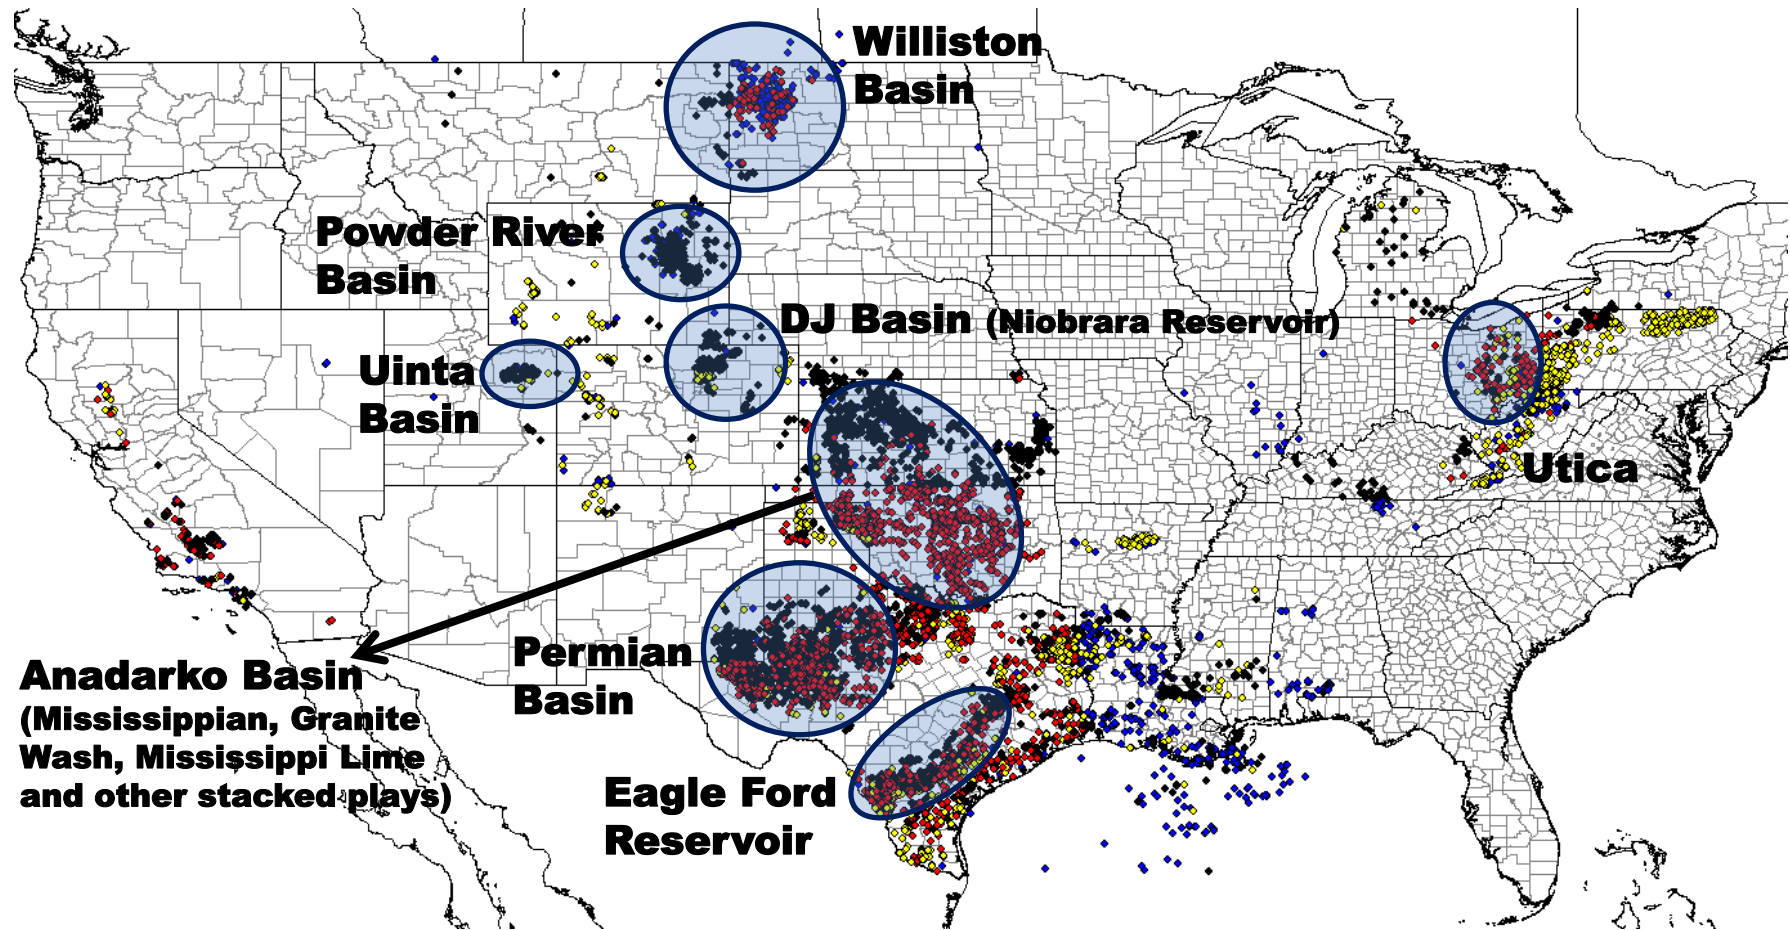 Williston
Basin
Powder River
Basin
DJ Basin (Niobrara Reservoir)
Uinta
Basin
Utica
Permian
Basin
Anadarko Basin
(Mississippian, Granite
Wash, Mississippi Lime
and other stacked plays)
Eagle Ford
Reservoir